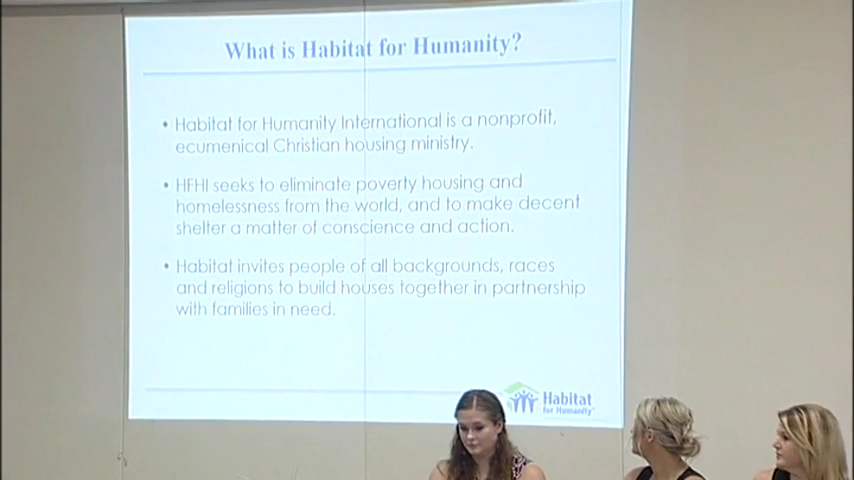 What is Habitat for Humanity?
• Habitat for Humanity International is a nonprofit,
ecumenical Christian housing ministry.
• HFHI seeks to eliminate poverty housing and
homelessness from the world, and to make decent
shelter a matter of conscience and action.
• Habitat invites people of all backgrounds, races
and religions to build houses together in partnership
with families in need.
Habitat
for Humanity